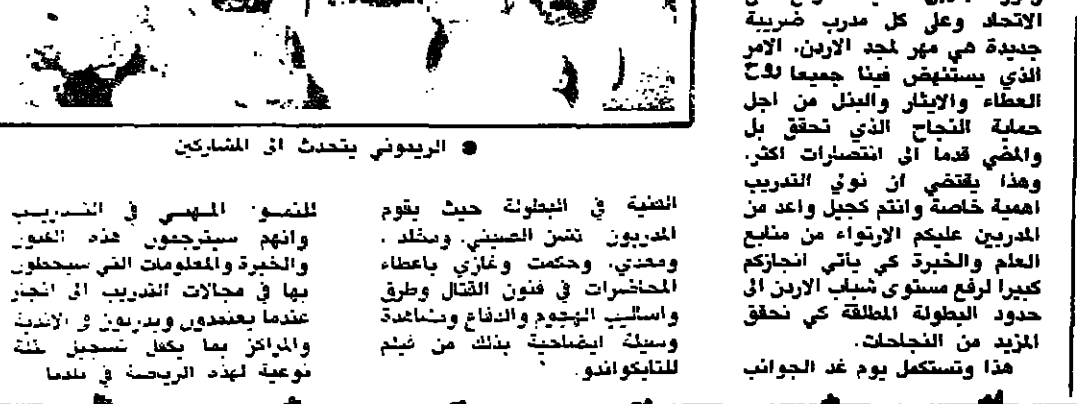 الاتحاد وعلى كل مدرب ضريبة
جديدة هي مهر لمجد الاردن، الامر
الذي يستنهض فينا جميعا روح
العطاء والايثار والبذل من اجل
حماية النجاح الذي تحقق بل
والمضي قدما الى انتصارات اكثر.
وهذا يقتضي ان نولي التدريب
اهمية خاصة وانتم كجيل واعد من
المدربين عليكم الارتواء من منابع
العلم والخبرة كي يأتي انجازكم
كبيرا لرفع مستوى شباب الاردن الى
حدود البطولة المطلقة كي نحقق
المزيد من النجاحات.
هذا وتستكمل يوم غد الجوانب
● الريموني يتحدث الى المشاركين
الفنية في البطولة حيث يقوم
المدربون تشن الصيني، ومخلد ،
ومعدي، وحكمت وغازي باعطاء
المحاضرات في فنون القتال وطرق
واساليب الهجوم والدفاع ومشاهدة
وسيلة ايضاحية بذلك من فيلم
للتايكواندو.
للنمو المهني في التدريب
وانهم سيترجمون هذه الفنون
والخبرة والمعلومات التي سيحظون
بها في مجالات التدريب الى انجاز
عندما يعتمدون ويدربون في الاندية
والمراكز بما يكفل تسجيل نقلة
نوعية لهذه الرياضة في بلدنا